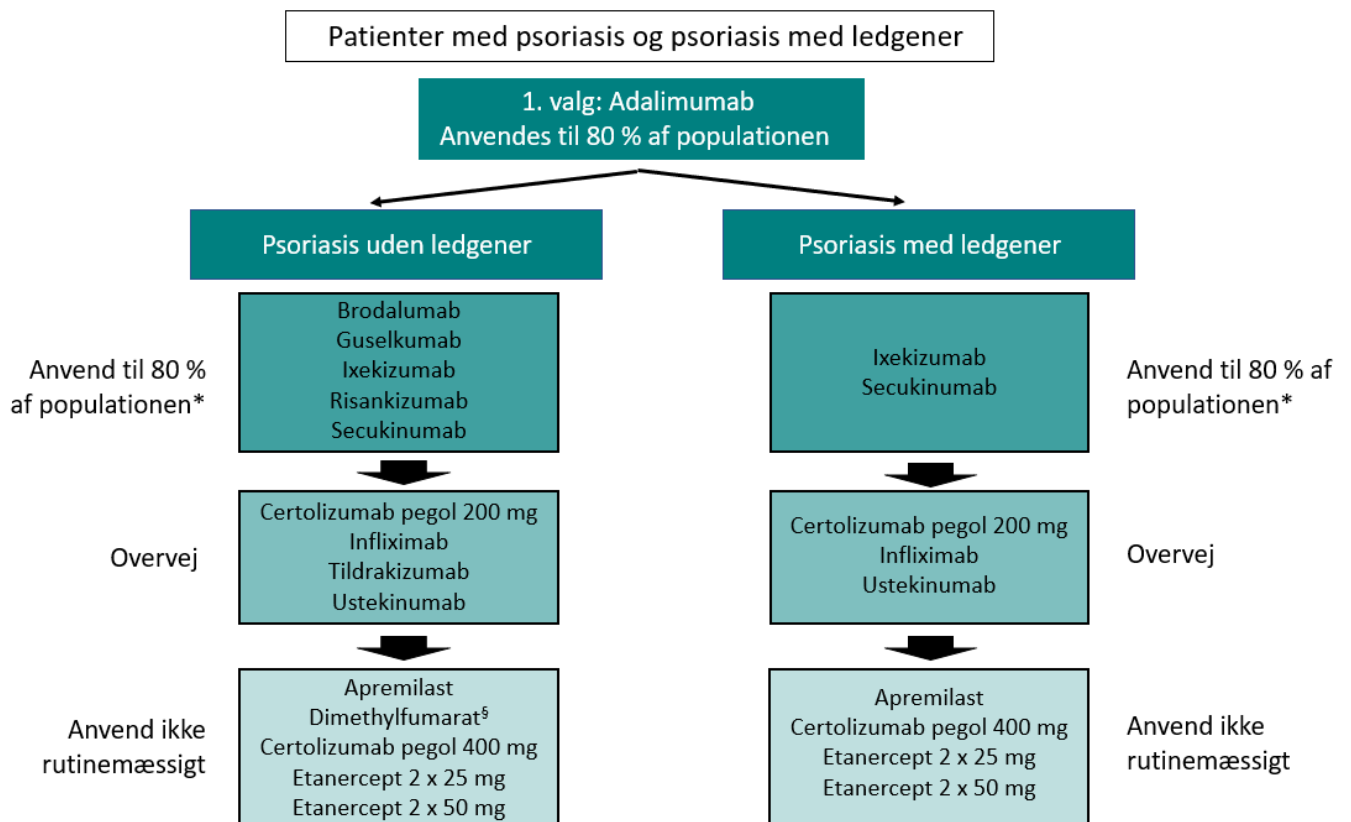 Patienter med psoriasis og psoriasis med ledgener
1. valg: Adalimumab
Anvendes til 80 % af populationen
Psoriasis uden ledgener
Anvend til 80 %
af populationen*
Brodalumab
Guselkumab
Ixekizumab
Risankizumab
Secukinumab
Overvej
Certolizumab pegol 200 mg
Infliximab
Tildrakizumab
Ustekinumab
Anvend ikke
rutinemæssigt
Apremilast
Dimethylfumarat§
Certolizumab pegol 400 mg
Etanercept 2 x 25 mg
Etanercept 2 x 50 mg
Psoriasis med ledgener
Ixekizumab
Secukinumab
Anvend til 80 % af
populationen*
Certolizumab pegol 200 mg
Infliximab
Ustekinumab
Overvej
Apremilast
Certolizumab pegol 400 mg
Etanercept 2 x 25 mg
Etanercept 2 x 50 mg
Anvend ikke
rutinemæssigt